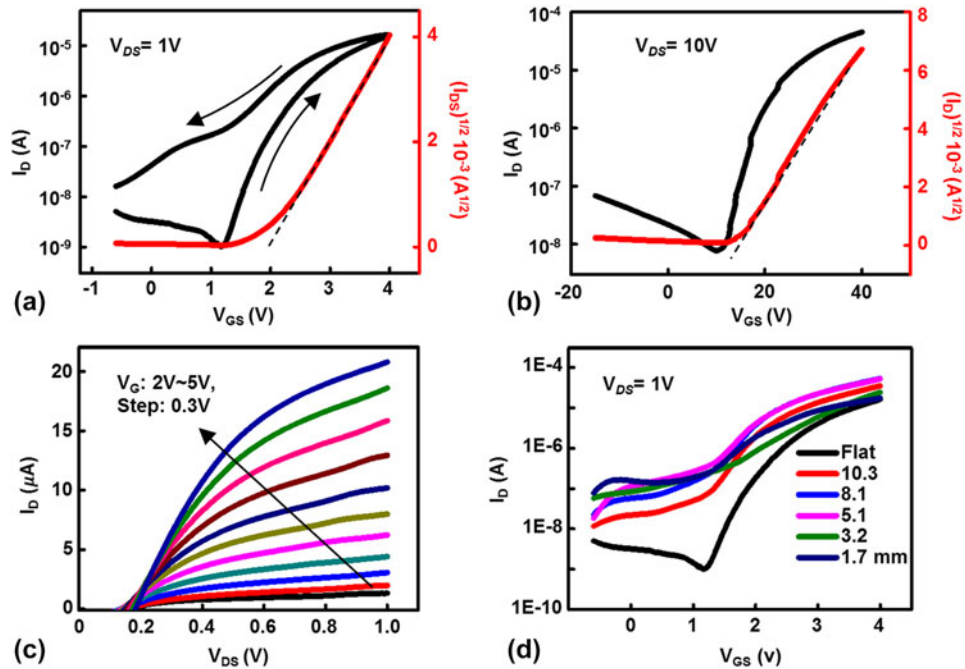 (a)
V_DS= 1V
I_D (A)
10^-5
10^-6
10^-7
10^-8
10^-9
-1 0 1 2 3 4
V_GS (V)
4
2
0
(I_DS)^1/2 10^-3 (A^1/2)
(b)
V_DS= 10V
I_D (A)
10^-4
10^-5
10^-6
10^-7
10^-8
-20 0 20 40
V_GS (V)
8
6
4
2
0
(I_DS)^1/2 10^-3 (A^1/2)
(c)
V_G: 2V~5V,
Step: 0.3V
I_D (μA)
20
15
10
5
0
0 0.2 0.4 0.6 0.8 1.0
V_DS (V)
(d)
V_DS= 1V
I_D (A)
1E-4
1E-6
1E-8
1E-10
0 1 2 3 4
V_GS (v)
Flat
10.3
8.1
5.1
3.2
1.7 mm